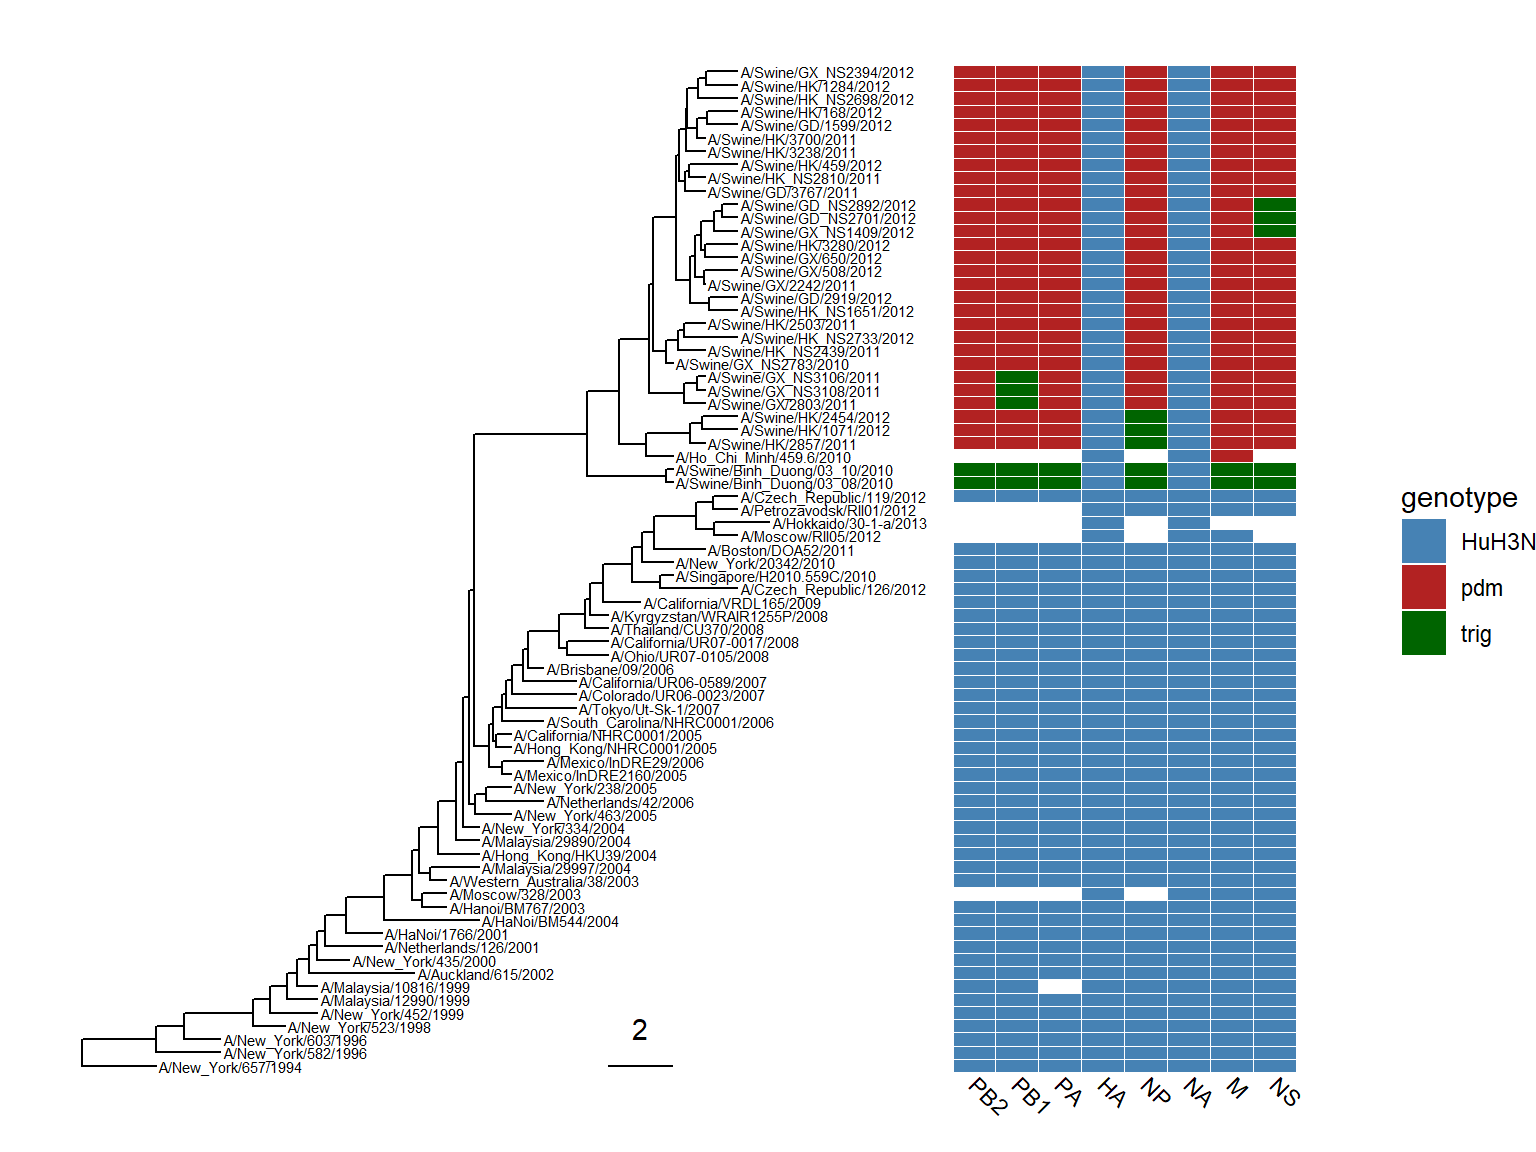 A/Swine/GX_NS2394/2012
A/Swine/HK/1284/2012
A/Swine/HK_NS2698/2012
A/Swine/HK/168/2012
A/Swine/GD/1599/2012
A/Swine/HK/3700/2011
A/Swine/HK/3238/2011
A/Swine/HK/459/2012
A/Swine/HK_NS2810/2011
A/Swine/GD/3767/2011
A/Swine/GD_NS2892/2012
A/Swine/GD_NS2701/2012
A/Swine/GX_NS1409/2012
A/Swine/HK/3280/2012
A/Swine/GX/650/2012
A/Swine/GX/508/2012
A/Swine/GX/2242/2011
A/Swine/GD/2919/2012
A/Swine/HK_NS1651/2012
A/Swine/HK/2503/2011
A/Swine/HK_NS2733/2012
A/Swine/HK_NS2439/2011
A/Swine/GX_NS2783/2010
A/Swine/GX_NS3106/2011
A/Swine/GX_NS3108/2011
A/Swine/GX/2803/2011
A/Swine/HK/2454/2012
A/Swine/HK/1071/2012
A/Swine/HK/2857/2011
A/Ho_Chi_Minh/459.6/2010
A/Swine/Binh_Duong/03_10/2010
A/Swine/Binh_Duong/03_08/2010
A/Czech_Republic/119/2012
A/Petrozavodsk/RII01/2012
A/Hokkaido/30-1-a/2013
A/Moscow/RII05/2012
A/Boston/DOA52/2011
A/New_York/20342/2010
A/Singapore/H2010.559C/2010
A/Czech_Republic/126/2012
A/California/VRDL165/2009
A/Kyrgyzstan/WRAIR1255P/2008
A/Thailand/CU370/2008
A/California/UR07-0017/2008
A/Ohio/UR07-0105/2008
A/Brisbane/09/2006
A/California/UR06-0589/2007
A/Colorado/UR06-0023/2007
A/Tokyo/Ut-Sk-1/2007
A/South_Carolina/NHRC0001/2006
A/California/NHRC0001/2005
A/Hong_Kong/NHRC0001/2005
A/Mexico/InDRE29/2006
A/Mexico/InDRE2160/2005
A/New_York/238/2005
A/Netherlands/42/2006
A/New_York/463/2005
A/New_York/334/2004
A/Malaysia/29890/2004
A/Hong_Kong/HKU39/2004
A/Malaysia/29997/2004
A/Western_Australia/38/2003
A/Moscow/328/2003
A/Hanoi/BM767/2003
A/HaNoi/BM544/2004
A/HaNoi/1766/2001
A/Netherlands/126/2001
A/New_York/435/2000
A/Auckland/615/2002
A/Malaysia/10816/1999
A/Malaysia/12990/1999
A/New_York/452/1999
A/New_York/523/1998
A/New_York/603/1996
A/New_York/582/1996
A/New_York/657/1994
2
PB2 PB1 PA HA NP NA M NS
genotype
HuH3N
pdm
trig